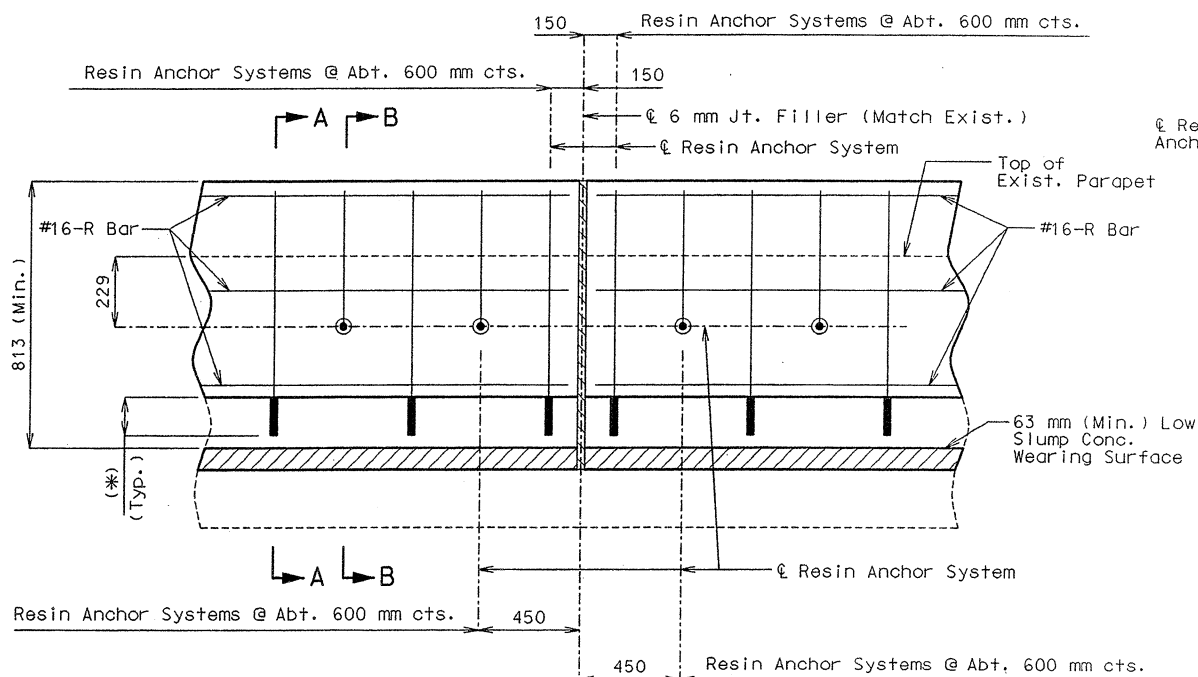 150 Resin Anchor Systems @ Abt. 600 mm cts.
Resin Anchor Systems @ Abt. 600 mm cts. 150
A B
℄ 6 mm Jt. Filler (Match Exist.)
℄ Resin Anchor System
℄ Re
Anch
Top of
Exist. Parapet
#16-R Bar
#16-R Bar
229
813 (Min.)
63 mm (Min.) Low
Slump Conc.
Wearing Surface
(*)
(Typ.)
A B
℄ Resin Anchor System
Resin Anchor Systems @ Abt. 600 mm cts. 450
450 Resin Anchor Systems @ Abt. 600 mm cts.